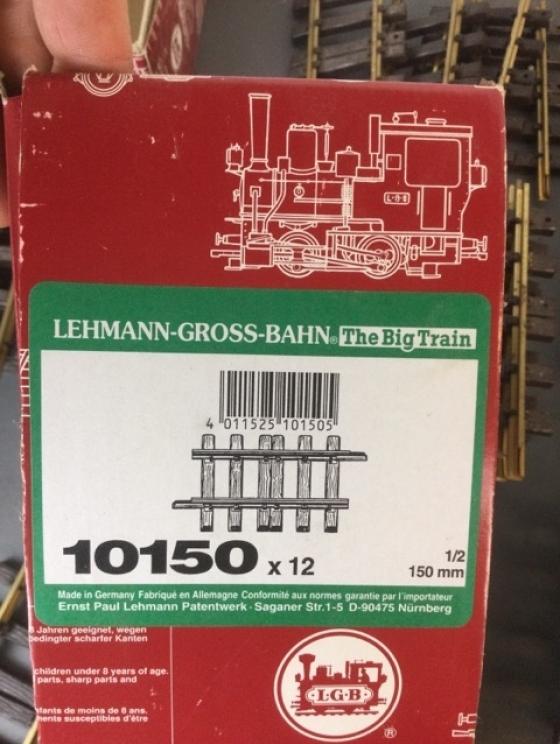 L·G·B
LEHMANN-GROSS-BAHN® The Big Train
4 011525 101505
10150 x 12
1/2
150 mm
Made in Germany Fabriqué en Allemagne Conformité aux normes garantie par l'importateur
Ernst Paul Lehmann Patentwerk · Saganer Str.1-5 D-90475 Nürnberg
8 Jahren geeignet, wegen
bedingter scharfer Kanten
children under 8 years of age.
parts, sharp parts and
enfants de moins de 8 ans.
susceptibles d'être
L·G·B
®